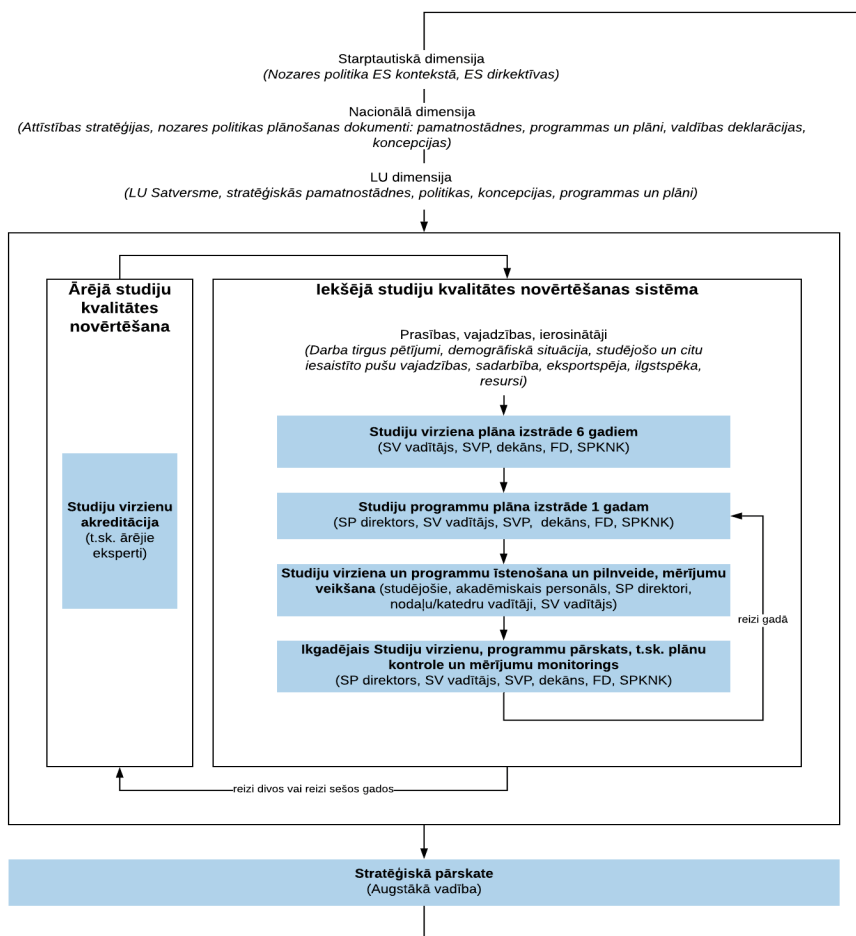 Starptautiskā dimensija
(Nozares politika ES kontekstā, ES dirkektīvas)
Nacionālā dimensija
(Attīstības stratēģijas, nozares politikas plānošanas dokumenti: pamatnostādnes, programmas un plāni, valdības deklarācijas,
koncepcijas)
LU dimensija
(LU Satversme, stratēģiskās pamatnostādnes, politikas, koncepcijas, programmas un plāni)
Ārējā studiju
kvalitātes
novērtēšana
Studiju virzienu
akreditācija
(t.sk. ārējie
eksperti)
Iekšējā studiju kvalitātes novērtēšanas sistēma
Prasības, vajadzības, ierosinātāji
(Darba tirgus pētījumi, demogrāfiskā situācija, studējošo un citu
iesaistīto pušu vajadzības, sadarbība, eksportspēja, ilgstspēka,
resursi)
Studiju virziena plāna izstrāde 6 gadiem
(SV vadītājs, SVP, dekāns, FD, SPKNK)
Studiju programmu plāna izstrāde 1 gadam
(SP direktors, SV vadītājs, SVP, dekāns, FD, SPKNK)
Studiju virziena un programmu īstenošana un pilnveide, mērījumu
veikšana (studējošie, akadēmiskais personāls, SP direktori,
nodaļu/katedru vadītāji, SV vadītājs)
reizi gadā
Ikgadējais Studiju virzienu, programmu pārskats, t.sk. plānu
kontrole un mērījumu monitorings
(SP direktors, SV vadītājs, SVP, dekāns, FD, SPKNK)
reizi divos vai reizi sešos gados
Stratēģiskā pārskate
(Augstākā vadība)